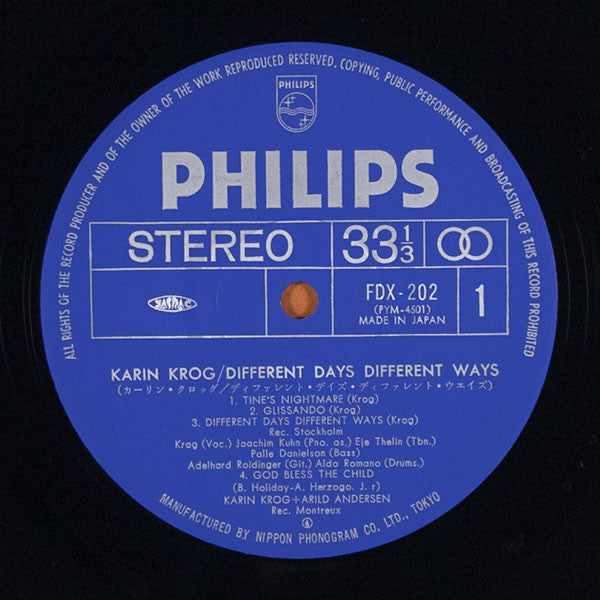 ALL RIGHTS OF THE RECORD PRODUCER AND OF THE OWNER OF THE WORK REPRODUCED RESERVED. COPYING, PUBLIC PERFORMANCE AND BROADCASTING OF THIS RECORD PROHIBITED
PHILIPS
PHILIPS
STEREO
33 1/3
JASRAC
FDX-202
(PYM-4501)
MADE IN JAPAN
1
KARIN KROG/DIFFERENT DAYS DIFFERENT WAYS
(カーリン・クロッグ/ディファレント・デイズ・ディファレント・ウエイズ)
1. TINE'S NIGHTMARE (Krog)
2. GLISSANDO (Krog)
3. DIFFERENT DAYS DIFFERENT WAYS (Krog)
Rec. Stockholm
Krog (Voc.) Joachim Kuhn (Pno. as.) Eje Thelin (Tbn.)
Palle Danielson (Bass)
Adelhard Roidinger (Git.) Aldo Romano (Drums.)
4. GOD BLESS THE CHILD
(B. Holiday-A. Herzogo. J. r)
KARIN KROG+ARILD ANDERSEN
Rec. Montreux
④
MANUFACTURED BY NIPPON PHONOGRAM CO. LTD., TOKYO